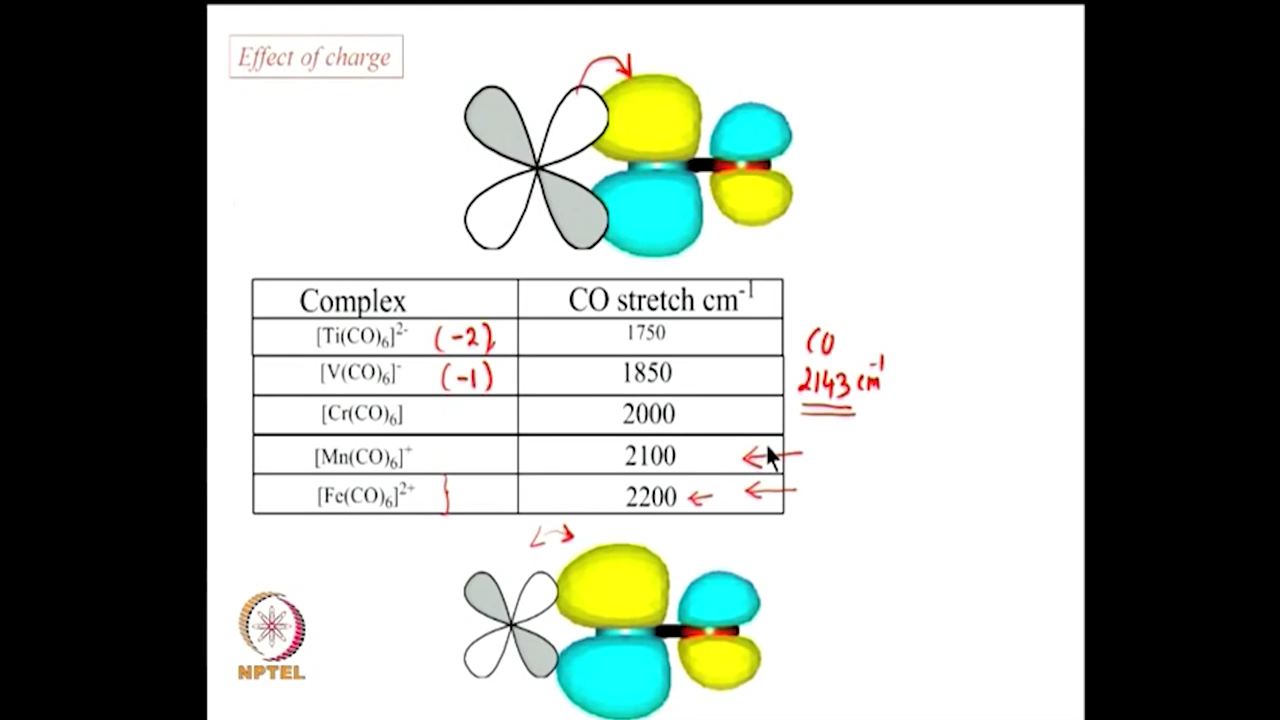 Effect of charge
Complex CO stretch cm-1
[Ti(CO)6]2- (-2) 1750
[V(CO)6]- (-1) 1850
[Cr(CO)6] 2000
[Mn(CO)6]+ 2100
[Fe(CO)6]2+ 2200
CO
2143 cm-1
NPTEL